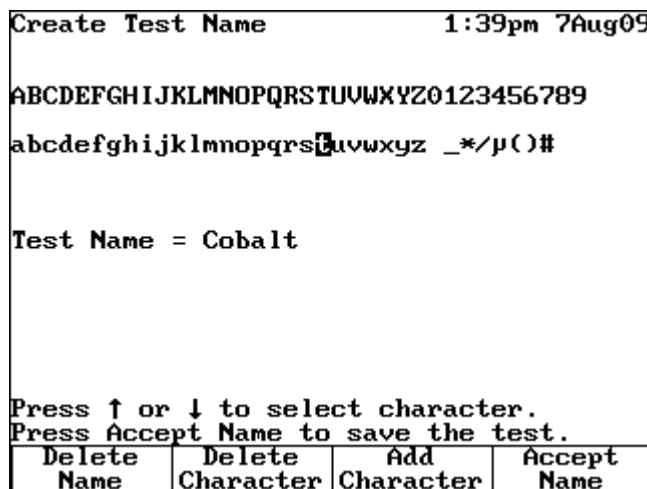 Create Test Name 1:39pm 7Aug09
ABCDEFGHIJKLMNOPQRSTUVWXYZ0123456789
abcdefghijklmnopqrstuvwxyz _*/µ()#
Test Name = Cobalt
Press ↑ or ↓ to select character.
Press Accept Name to save the test.
Delete Name
Delete Character
Add Character
Accept Name